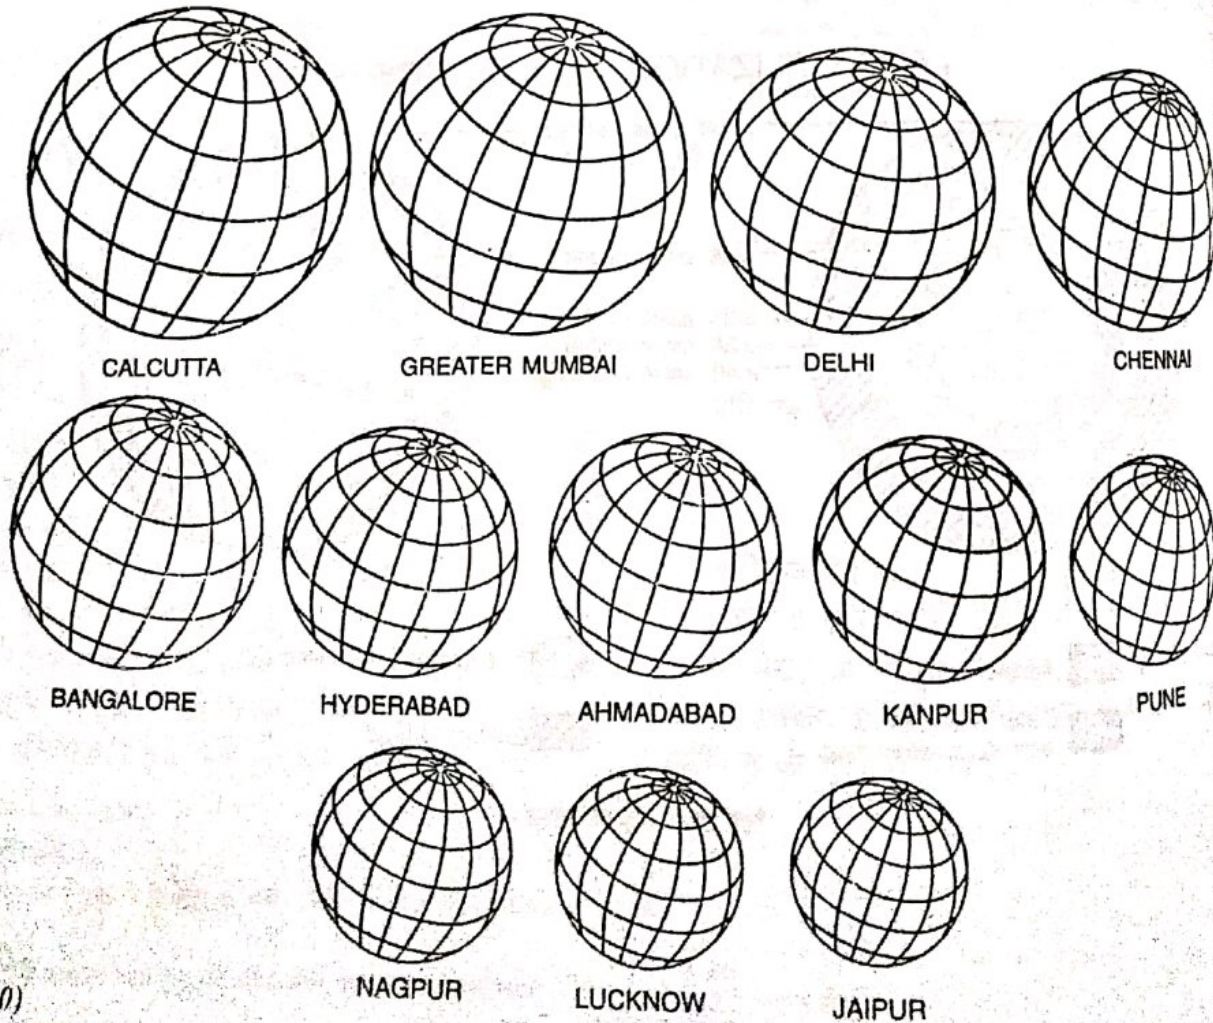 CALCUTTA GREATER MUMBAI DELHI CHENNAI
BANGALORE HYDERABAD AHMADABAD KANPUR PUNE
NAGPUR LUCKNOW JAIPUR